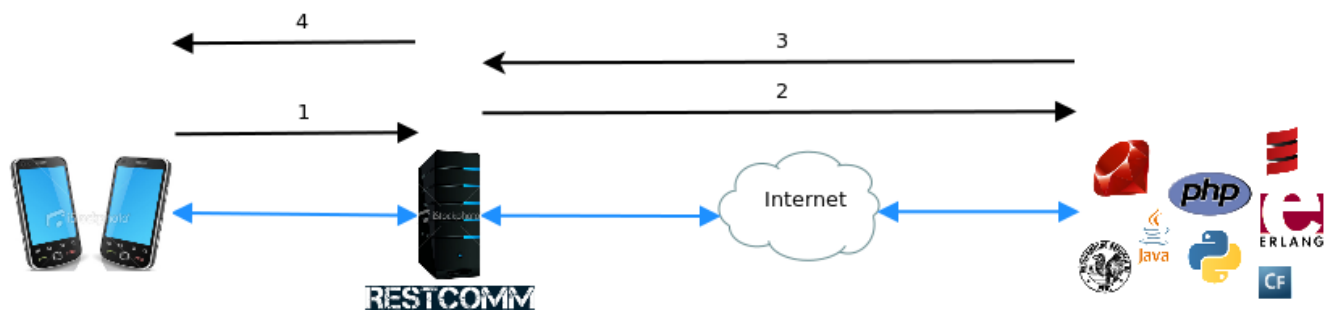 4
3
2
1
Internet
php
Java
ERLANG
CF
RESTCOMM